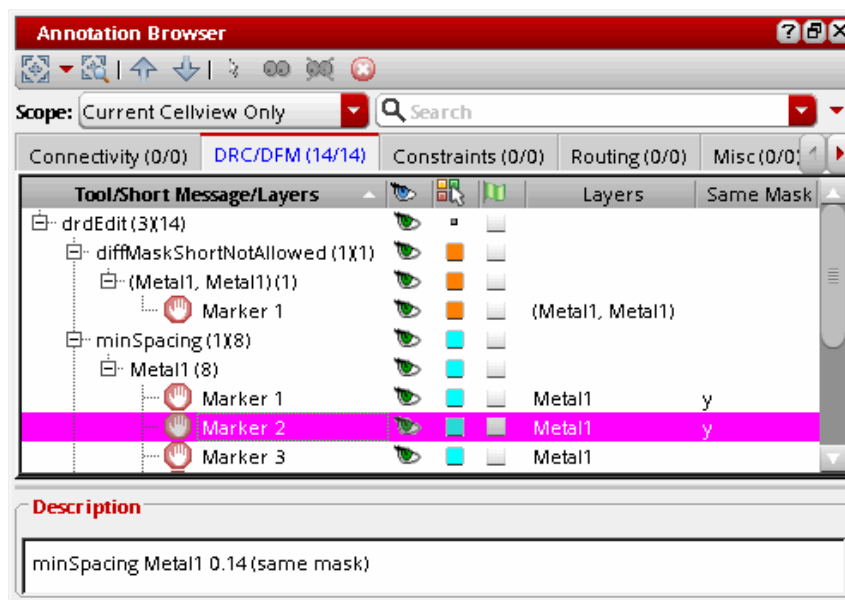 Annotation Browser
Scope: Current Cellview Only Search
Connectivity (0/0) DRC/DFM (14/14) Constraints (0/0) Routing (0/0) Misc(0/0)
Tool/Short Message/Layers Layers Same Mask
drdEdit (3)(14)
diffMaskShortNotAllowed (1)(1)
(Metal1, Metal1)(1)
Marker 1 (Metal1, Metal1)
minSpacing (1)(8)
Metal1 (8)
Marker 1 Metal1 y
Marker 2 Metal1 y
Marker 3 Metal1
Description
minSpacing Metal1 0.14 (same mask)